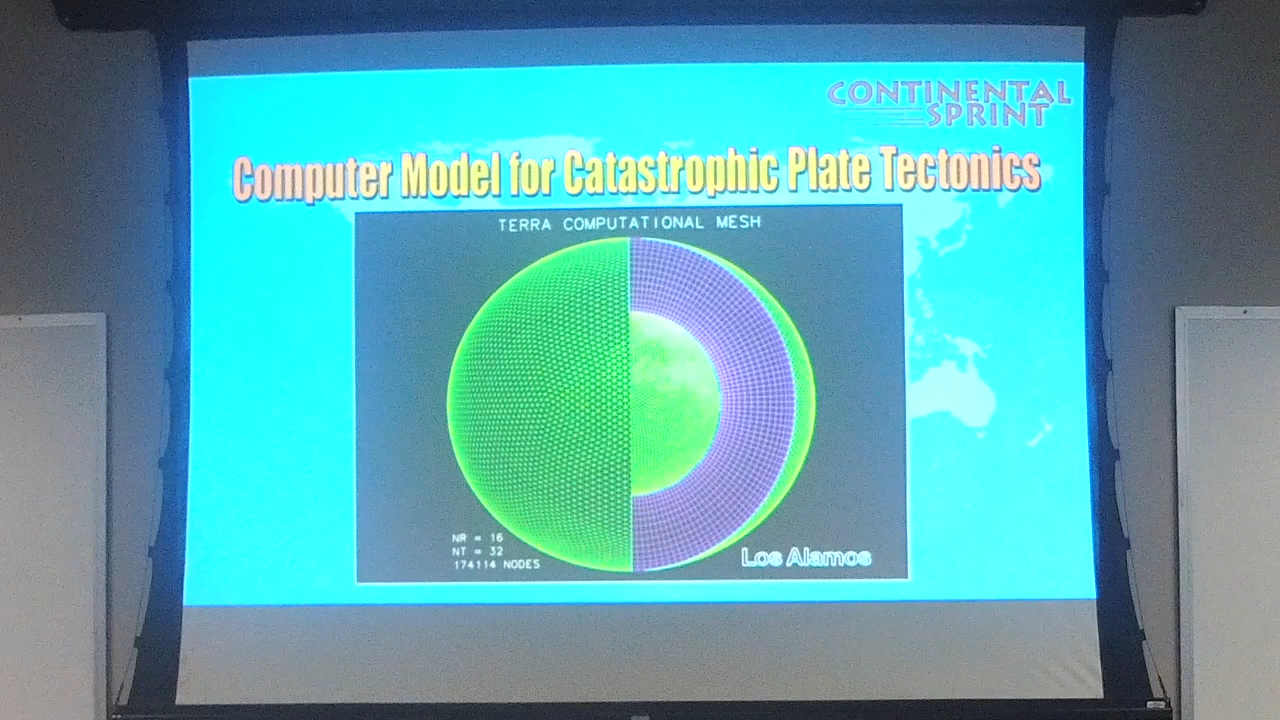 CONTINENTAL
SPRINT
Computer Model for Catastrophic Plate Tectonics
TERRA COMPUTATIONAL MESH
NR = 16
NT = 32
174114 NODES
Los Alamos